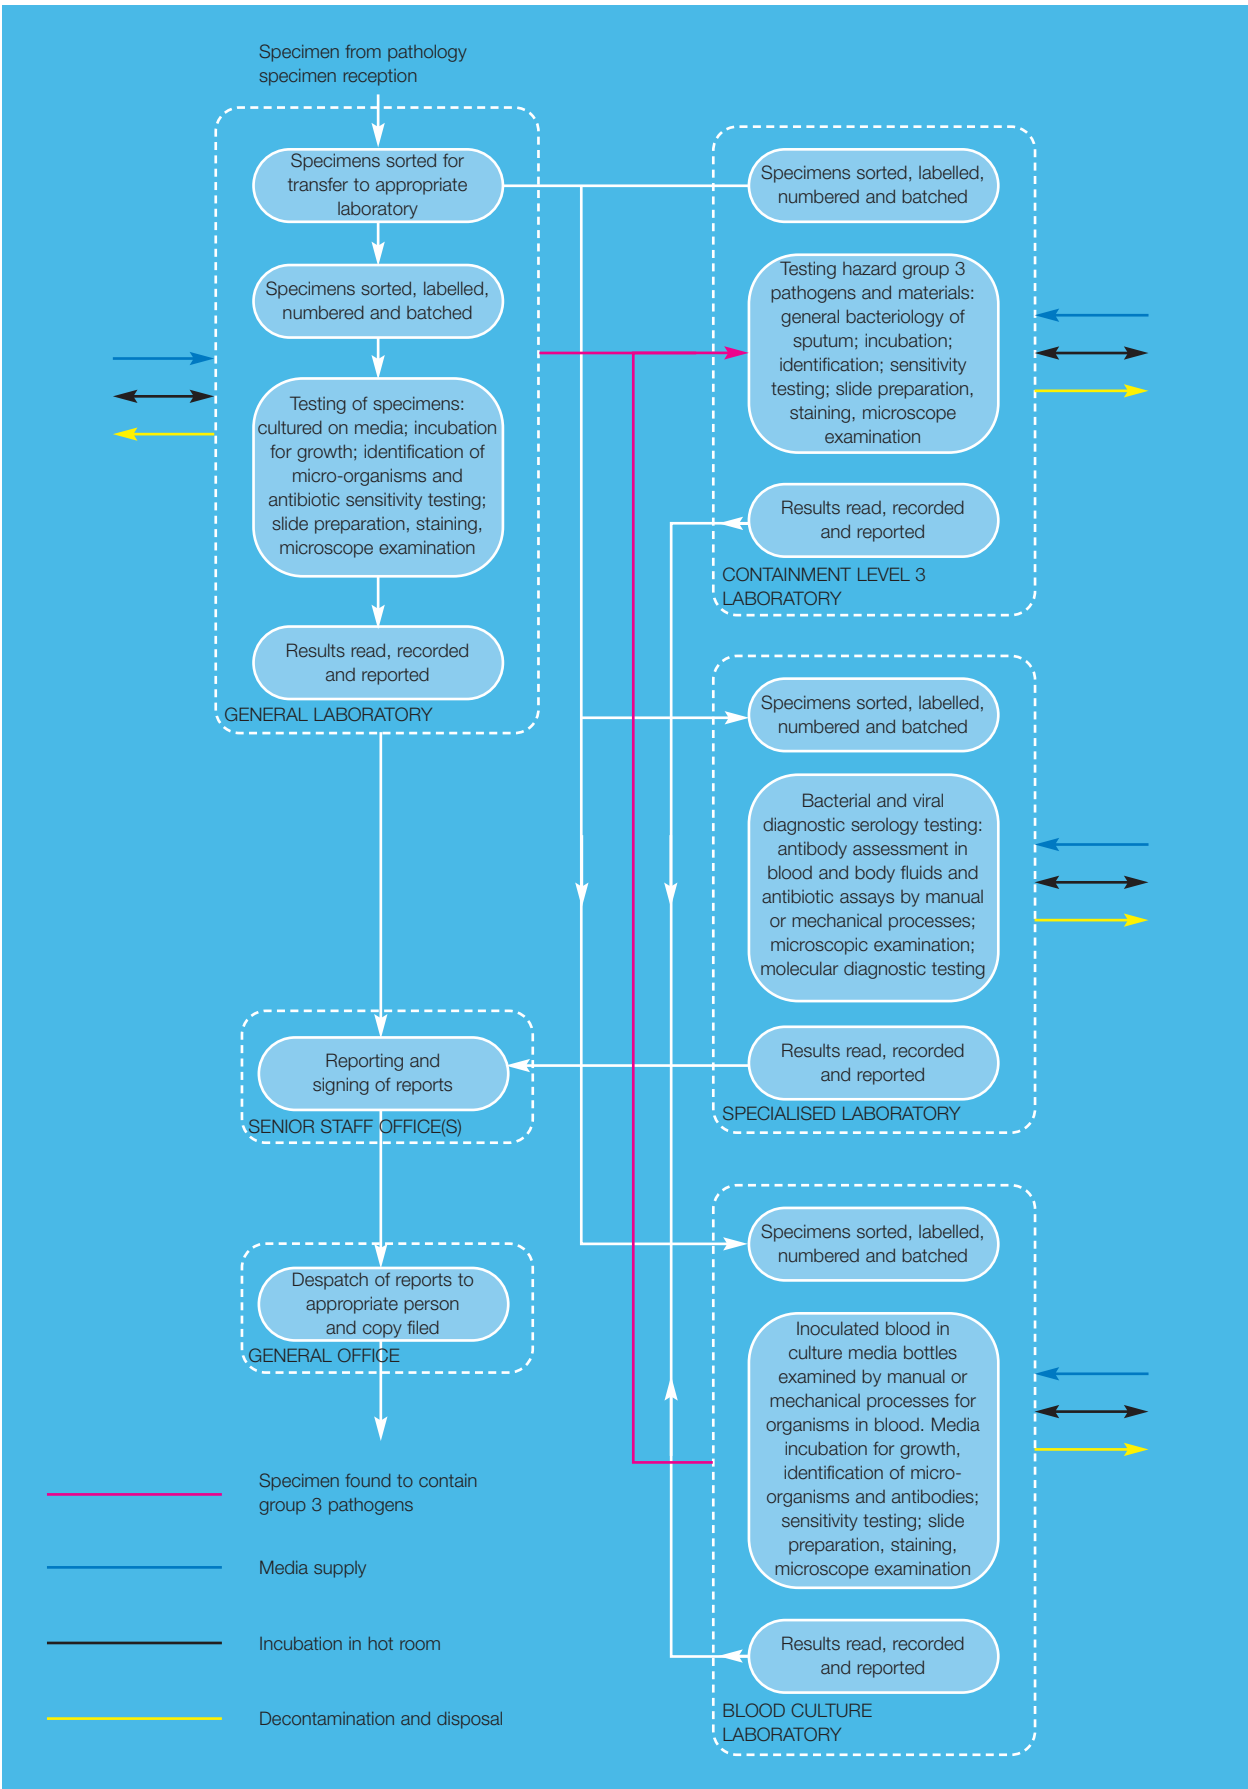 Specimen from pathology
specimen reception
Specimens sorted for
transfer to appropriate
laboratory
Specimens sorted, labelled,
numbered and batched
Testing of specimens:
cultured on media; incubation
for growth; identification of
micro-organisms and
antibiotic sensitivity testing;
slide preparation, staining,
microscope examination
Results read, recorded
and reported
GENERAL LABORATORY
Specimens sorted, labelled,
numbered and batched
Testing hazard group 3
pathogens and materials:
general bacteriology of
sputum; incubation;
identification; sensitivity
testing; slide preparation,
staining, microscope
examination
Results read, recorded
and reported
CONTAINMENT LEVEL 3
LABORATORY
Specimens sorted, labelled,
numbered and batched
Bacterial and viral
diagnostic serology testing:
antibody assessment in
blood and body fluids and
antibiotic assays by manual
or mechanical processes;
microscopic examination;
molecular diagnostic testing
Results read, recorded
and reported
SPECIALISED LABORATORY
Reporting and
signing of reports
SENIOR STAFF OFFICE(S)
Despatch of reports to
appropriate person
and copy filed
GENERAL OFFICE
Specimens sorted, labelled,
numbered and batched
Inoculated blood in
culture media bottles
examined by manual or
mechanical processes for
organisms in blood. Media
incubation for growth,
identification of micro-
organisms and antibodies;
sensitivity testing; slide
preparation, staining,
microscope examination
Results read, recorded
and reported
BLOOD CULTURE
LABORATORY
Specimen found to contain
group 3 pathogens
Media supply
Incubation in hot room
Decontamination and disposal